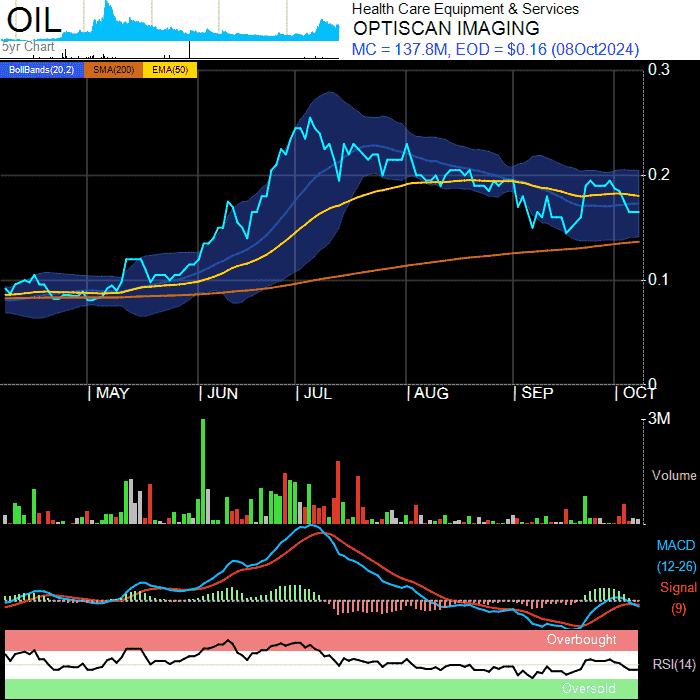 OIL
5yr Chart
Health Care Equipment & Services
OPTISCAN IMAGING
MC = 137.8M, EOD = $0.16 (08Oct2024)
BollBands(20,2) SMA(200) EMA(50)
0.3
0.2
0.1
0
| MAY | JUN | JUL | AUG | SEP | OCT
3M
Volume
MACD
(12-26)
Signal
(9)
Overbought
RSI(14)
Oversold